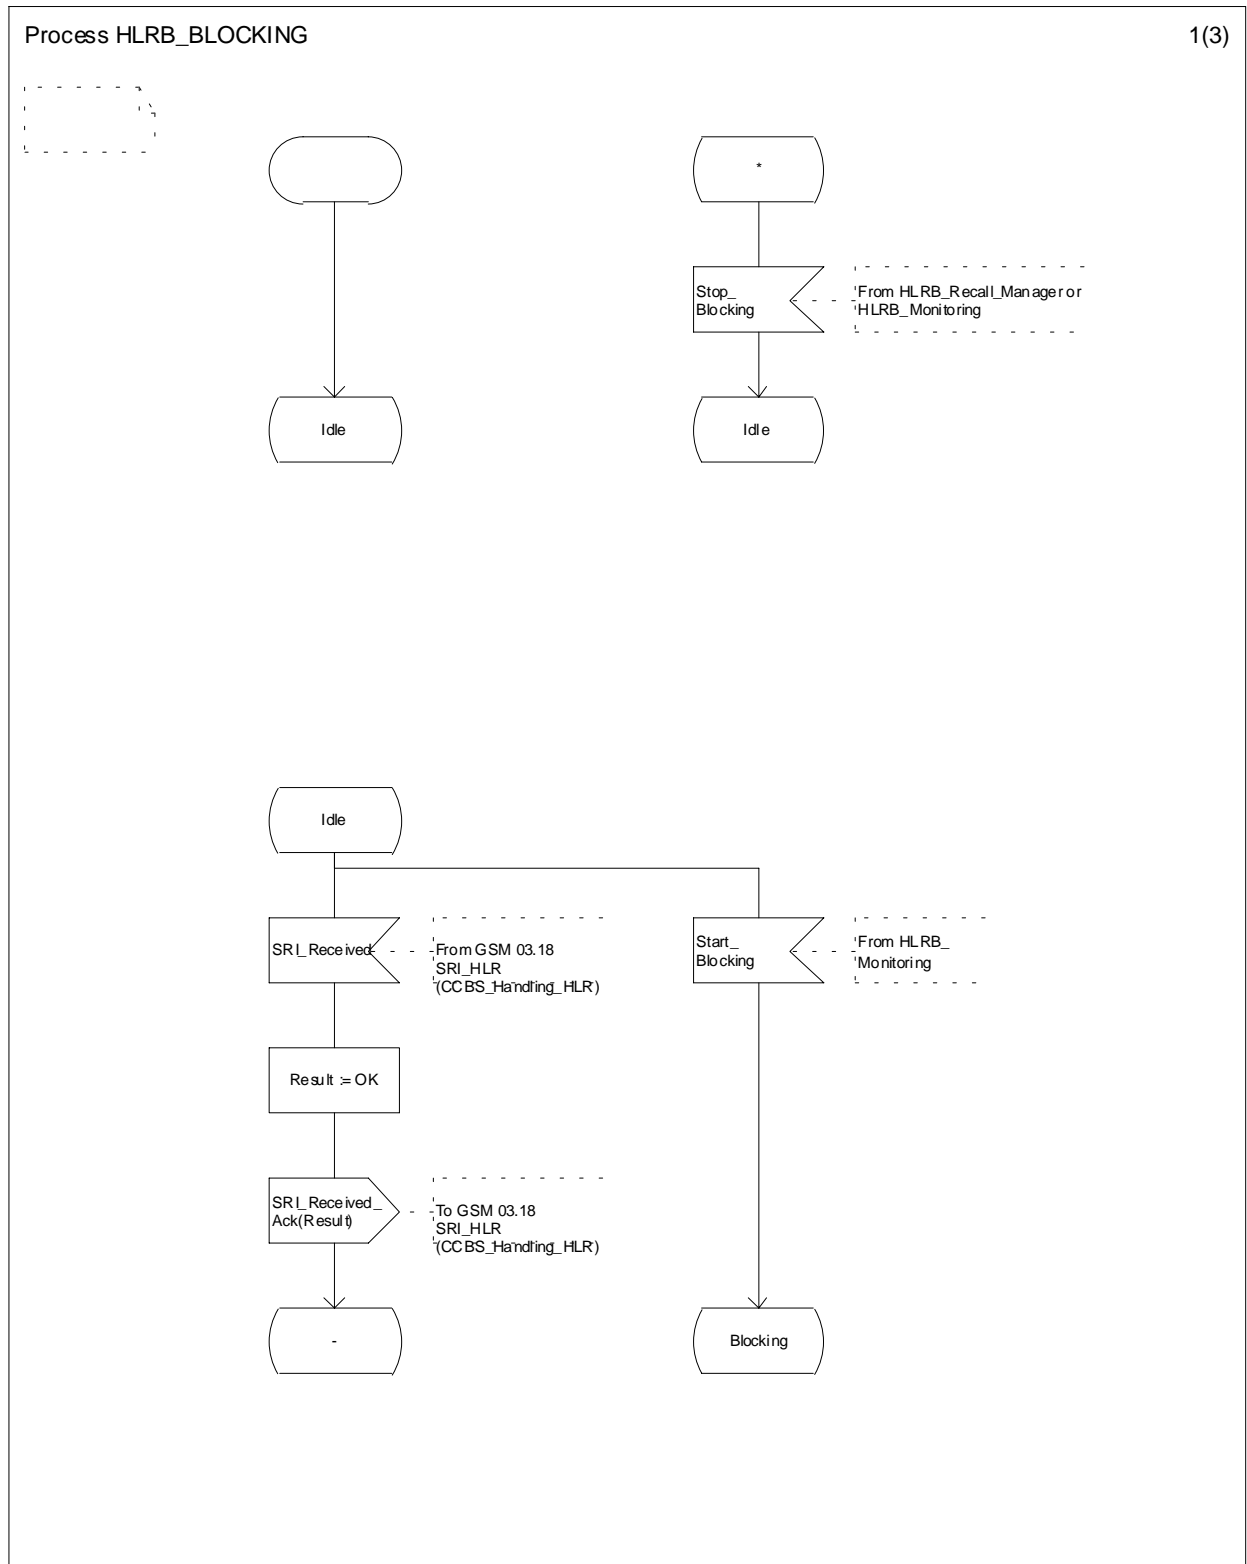 Process HLRB_BLOCKING
1(3)
*
Stop_
Blocking
From HLRB_Recall_Manager or
HLRB_Monitoring
Idle
Idle
Idle
SRI_Received
From GSM 03.18
SRI_HLR
(CCBS_Handling_HLR)
Start_
Blocking
From HLRB_
Monitoring
Result := OK
SRI_Received_
Ack(Result)
To GSM 03.18
SRI_HLR
(CCBS_Handling_HLR)
-
Blocking